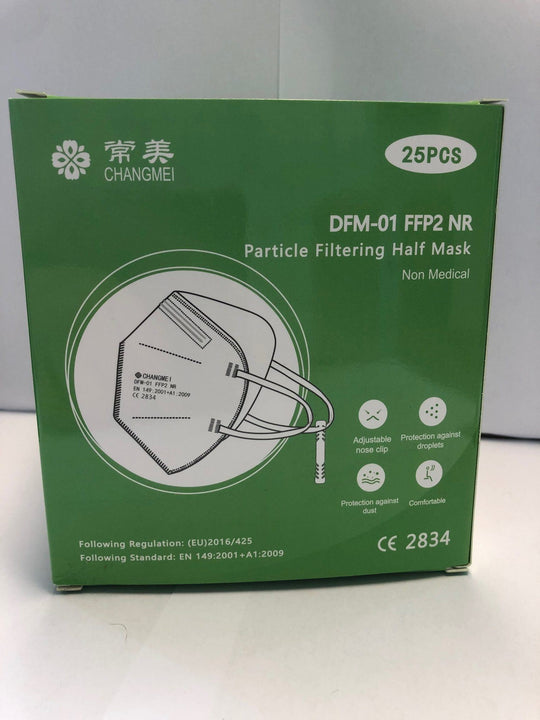 常美
CHANGMEI
25PCS
DFM-01 FFP2 NR
Particle Filtering Half Mask
Non Medical
CHANGMEI
DFM-01 FFP2 NR
EN 149:2001+A1:2009
CE 2834
Adjustable
nose clip
Protection against
droplets
Protection against
dust
Comfortable
Following Regulation: (EU)2016/425
Following Standard: EN 149:2001+A1:2009
CE 2834